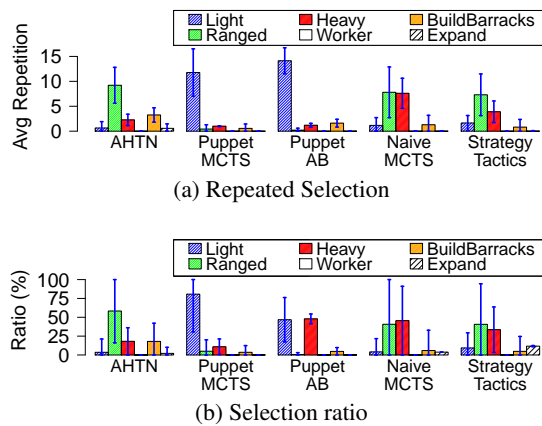 Light Heavy BuildBarracks
Ranged Worker Expand
Avg Repetition
15
10
5
0
AHTN Puppet MCTS Puppet AB Naive MCTS Strategy Tactics
(a) Repeated Selection
Light Heavy BuildBarracks
Ranged Worker Expand
Ratio (%)
100
75
50
25
0
AHTN Puppet MCTS Puppet AB Naive MCTS Strategy Tactics
(b) Selection ratio